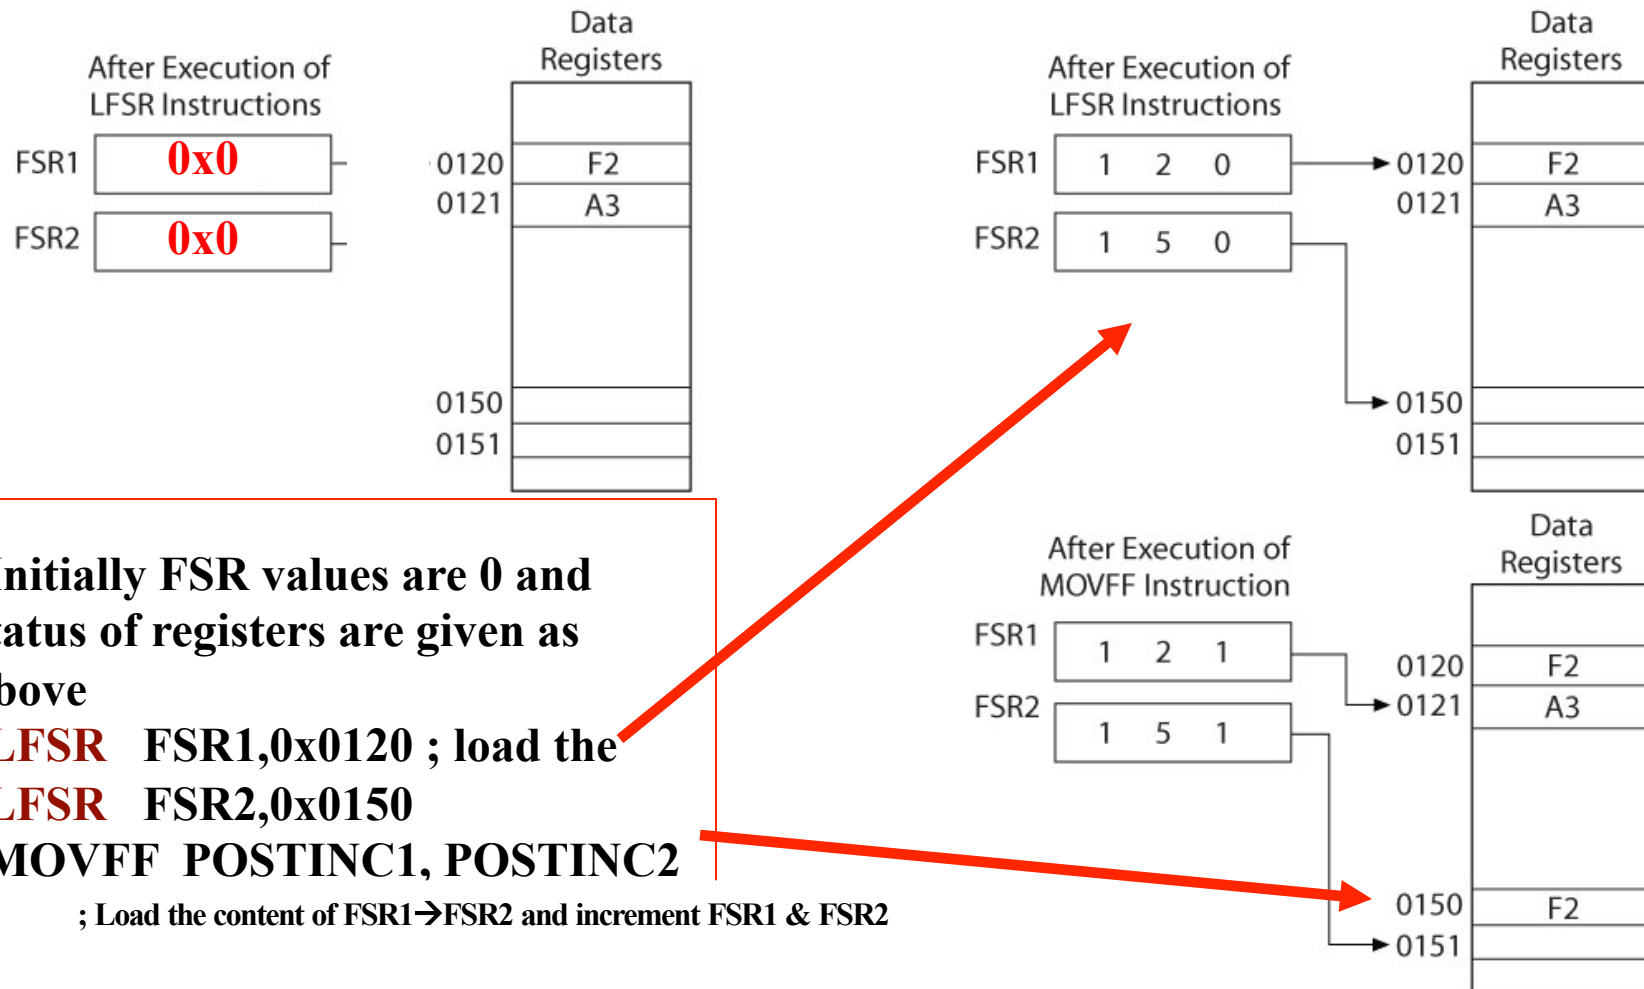 Data
Registers
After Execution of
LFSR Instructions
FSR1 0x0
FSR2 0x0
0120 F2
0121 A3
0150
0151
Data
Registers
After Execution of
LFSR Instructions
FSR1 1 2 0
FSR2 1 5 0
0120 F2
0121 A3
0150
0151
nitially FSR values are 0 and
tatus of registers are given as
bove
LFSR FSR1,0x0120 ; load the
LFSR FSR2,0x0150
MOVFF POSTINC1, POSTINC2
; Load the content of FSR1→FSR2 and increment FSR1 & FSR2
Data
Registers
After Execution of
MOVFF Instruction
FSR1 1 2 1
FSR2 1 5 1
0120 F2
0121 A3
0150 F2
0151